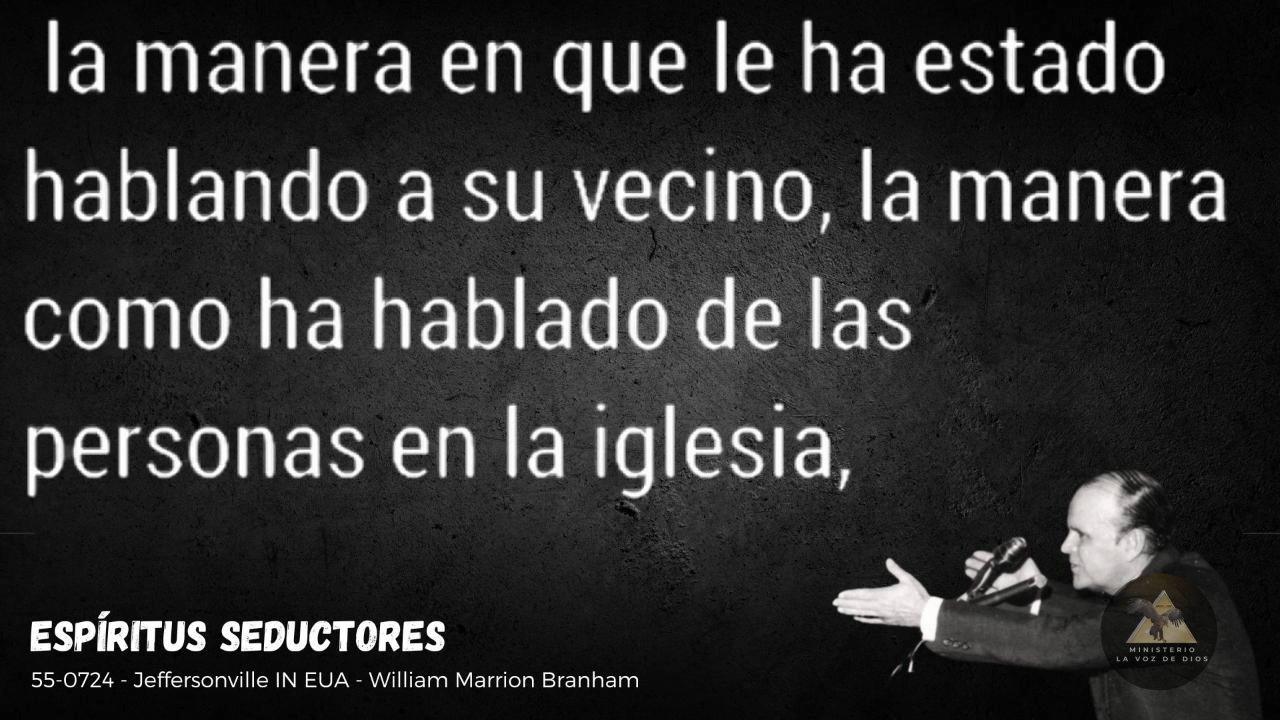 la manera en que le ha estado
hablando a su vecino, la manera
como ha hablado de las
personas en la iglesia,
ESPÍRITUS SEDUCTORES
55-0724 - Jeffersonville IN EUA - William Marrion Branham
MINISTERIO
LA VOZ DE DIOS